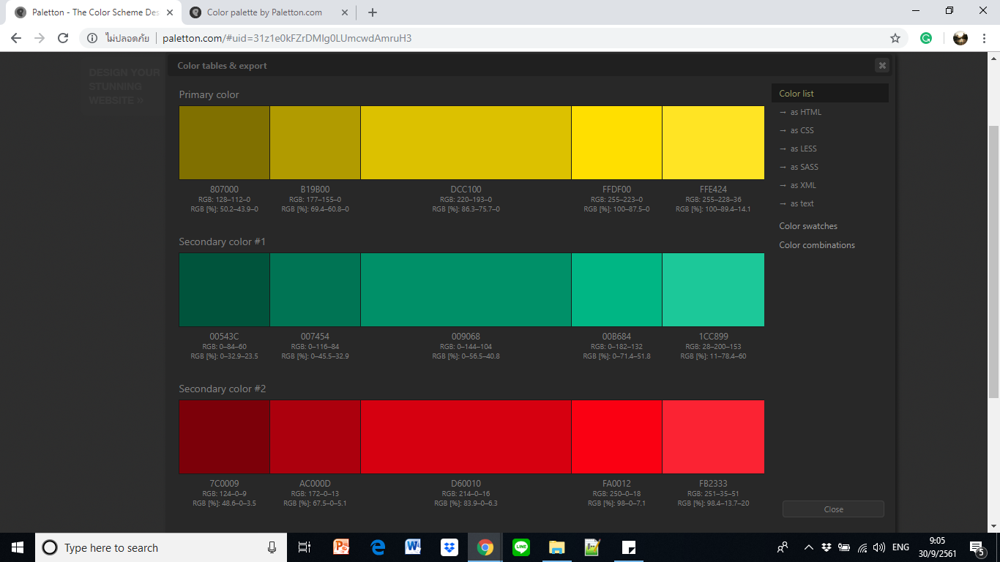 Paletton - The Color Scheme Des
Color palette by Paletton.com
ไม่ปลอดภัย
paletton.com/#uid=31z1e0kFZrDMIg0LUmcwdAmruH3
DESIGN YOUR
STUNNING
WEBSITE »
Color tables & export
Primary color
807000 B19B00 DCC100 FFDF00 FFE424
RGB: 128–112–0 RGB: 177–155–0 RGB: 220–193–0 RGB: 255–223–0 RGB: 255–228–36
RGB [%]: 50.2–43.9–0 RGB [%]: 69.4–60.8–0 RGB [%]: 86.3–75.7–0 RGB [%]: 100–87.5–0 RGB [%]: 100–89.4–14.1
Secondary color #1
00543C 007454 009068 00B684 1CC899
RGB: 0–84–60 RGB: 0–116–84 RGB: 0–144–104 RGB: 0–182–132 RGB: 28–200–153
RGB [%]: 0–32.9–23.5 RGB [%]: 0–45.5–32.9 RGB [%]: 0–56.5–40.8 RGB [%]: 0–71.4–51.8 RGB [%]: 11–78.4–60
Secondary color #2
7C0009 AC000D D60010 FA0012 FB2333
RGB: 124–0–9 RGB: 172–0–13 RGB: 214–0–16 RGB: 250–0–18 RGB: 251–35–51
RGB [%]: 48.6–0–3.5 RGB [%]: 67.5–0–5.1 RGB [%]: 83.9–0–6.3 RGB [%]: 98–0–7.1 RGB [%]: 98.4–13.7–20
Color list
→ as HTML
→ as CSS
→ as LESS
→ as SASS
→ as XML
→ as text
Color swatches
Color combinations
Close
Type here to search
LINE
ENG
9:05
30/9/2561
5